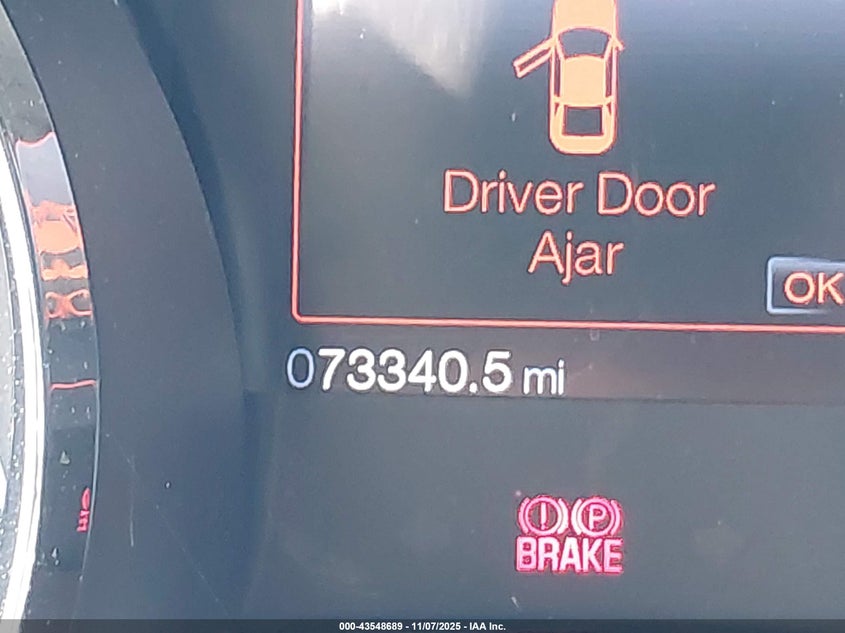 Driver Door
Ajar
OK
073340.5 mi
(!) (P)
BRAKE
000-43548689 - 11/07/2025 - IAA Inc.